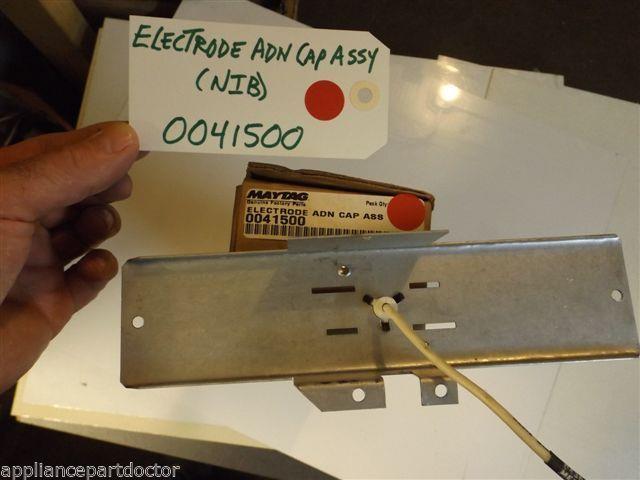 ELECTRODE ADN CAP ASSY
(NIB)
0041500
MAYTAG
Genuine Factory Parts
Pack Qty
ELECTRODE ADN CAP ASS
0041500
appliancepartdoctor